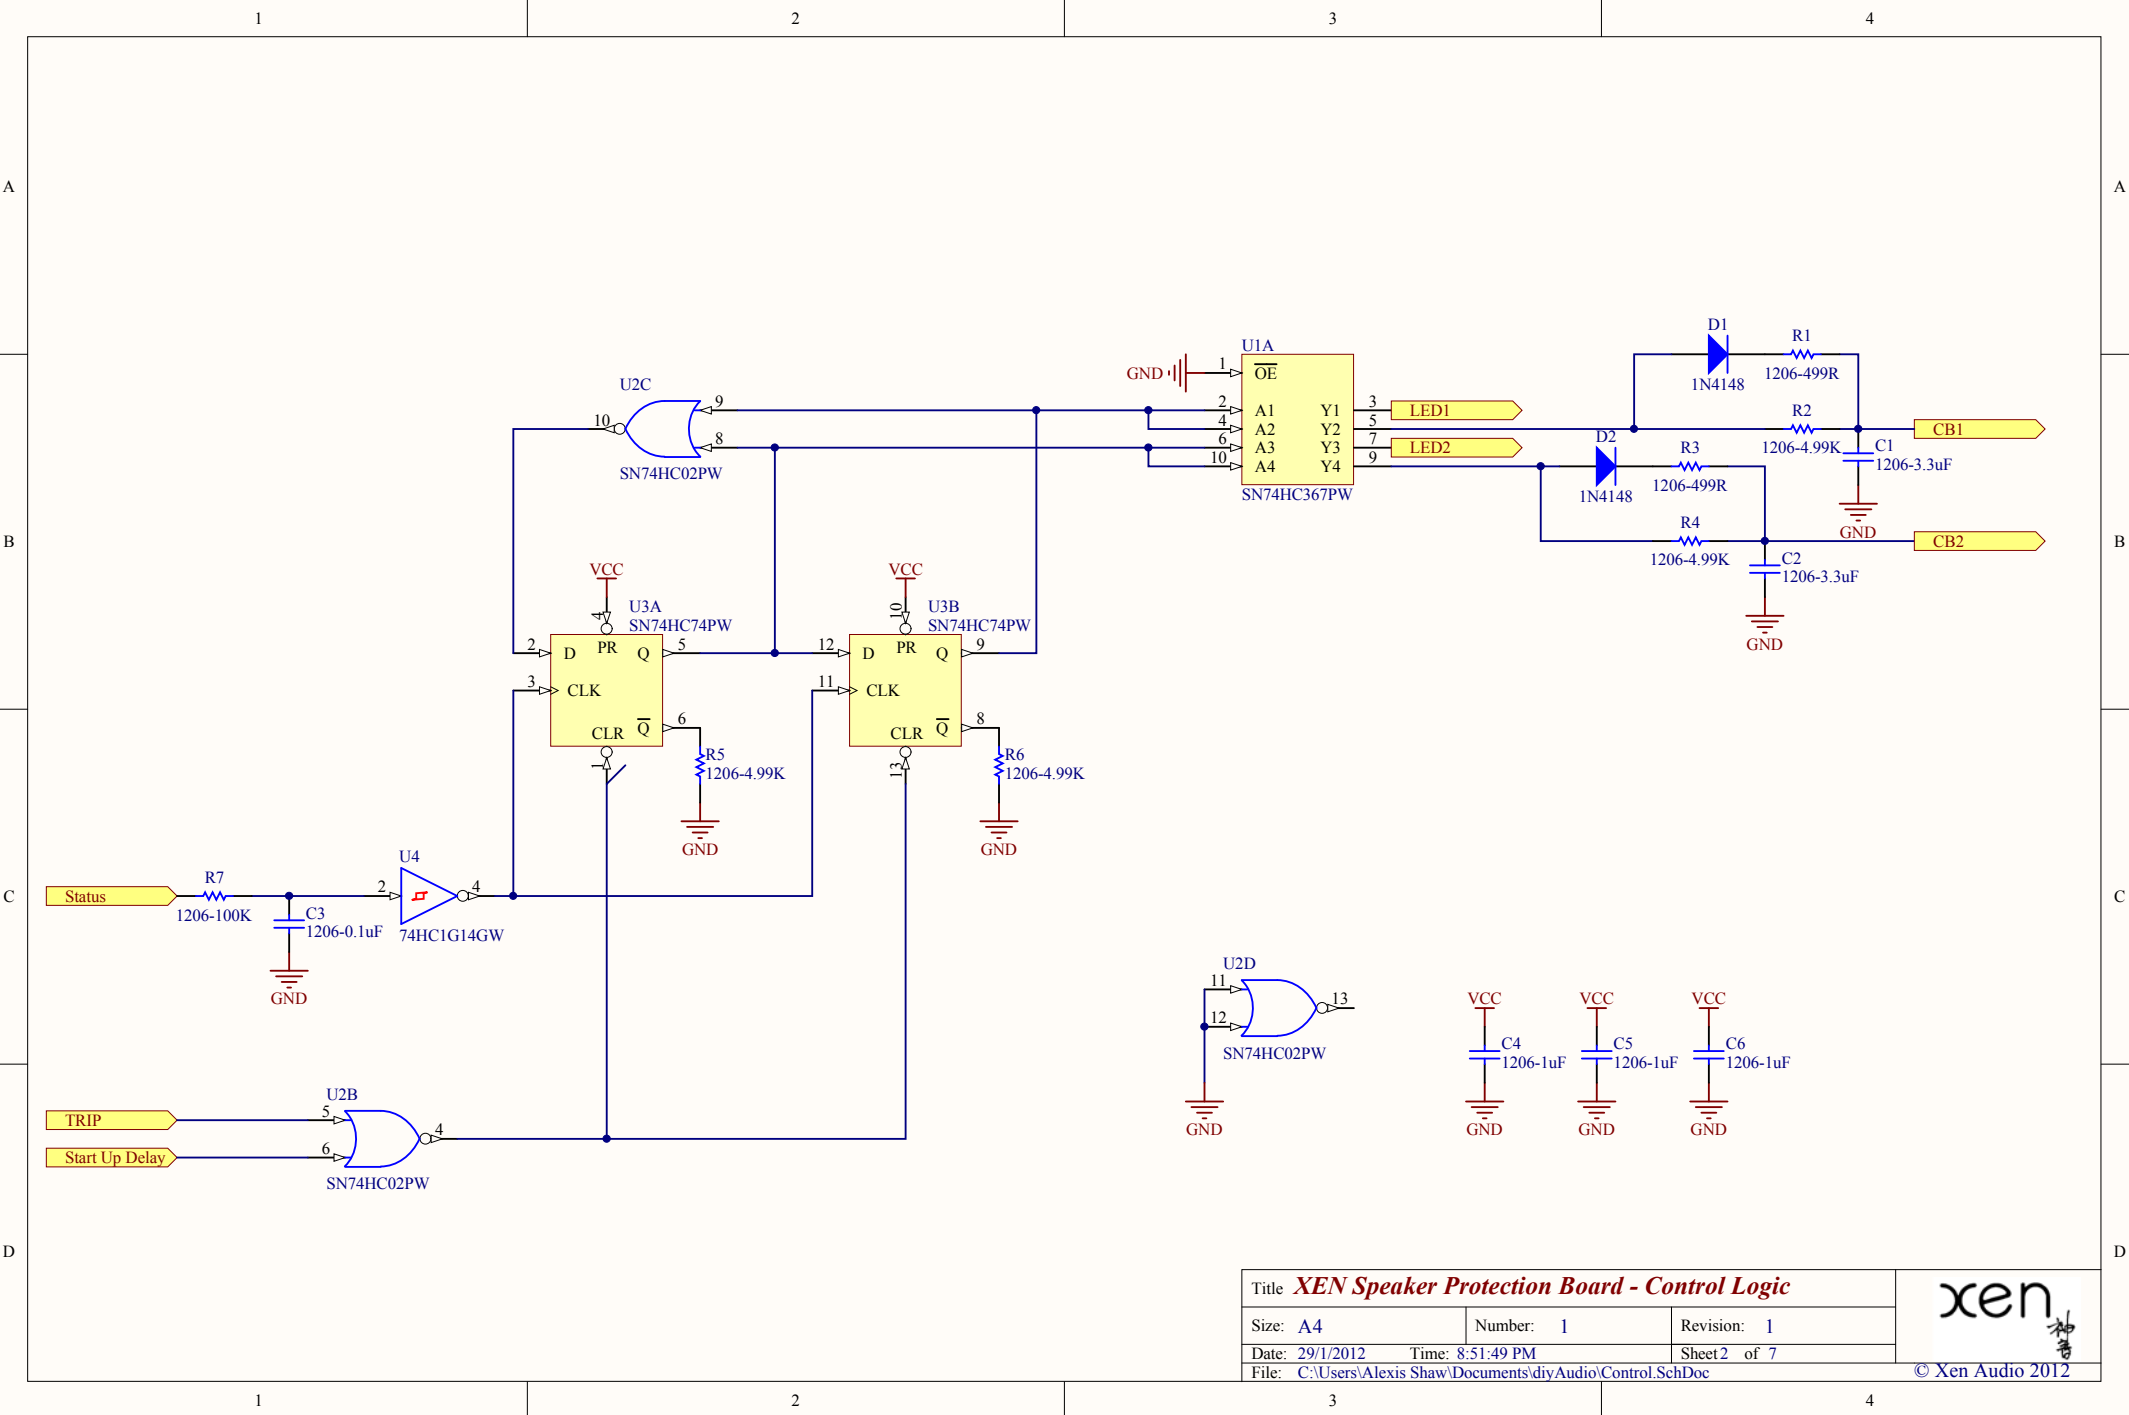 1 2 3 4
A A
B B
C C
D D
U2C
10
9
8
SN74HC02PW
GND
1
U1A
OE
2 A1 Y1 3
4 A2 Y2 5
6 A3 Y3 7
10 A4 Y4 9
SN74HC367PW
LED1
LED2
D1
1N4148
R1
1206-499R
R2
1206-4.99K
C1
1206-3.3uF
GND
CB1
D2
1N4148
R3
1206-499R
R4
1206-4.99K
C2
1206-3.3uF
GND
CB2
VCC
4
U3A
SN74HC74PW
2 D PR Q 5
3 CLK
CLR Q 6
1
R5
1206-4.99K
GND
VCC
10
U3B
SN74HC74PW
12 D PR Q 9
11 CLK
CLR Q 8
13
R6
1206-4.99K
GND
Status
R7
1206-100K
C3
1206-0.1uF
GND
U4
2
4
74HC1G14GW
U2D
11
12
13
SN74HC02PW
GND
VCC VCC VCC
C4 C5 C6
1206-1uF 1206-1uF 1206-1uF
GND GND GND
TRIP
Start Up Delay
U2B
5
6
4
SN74HC02PW
Title XEN Speaker Protection Board - Control Logic
Size: A4 Number: 1 Revision: 1
Date: 29/1/2012 Time: 8:51:49 PM Sheet 2 of 7
File: C:\Users\Alexis Shaw\Documents\diyAudio\Control.SchDoc
xen
© Xen Audio 2012
1 2 3 4